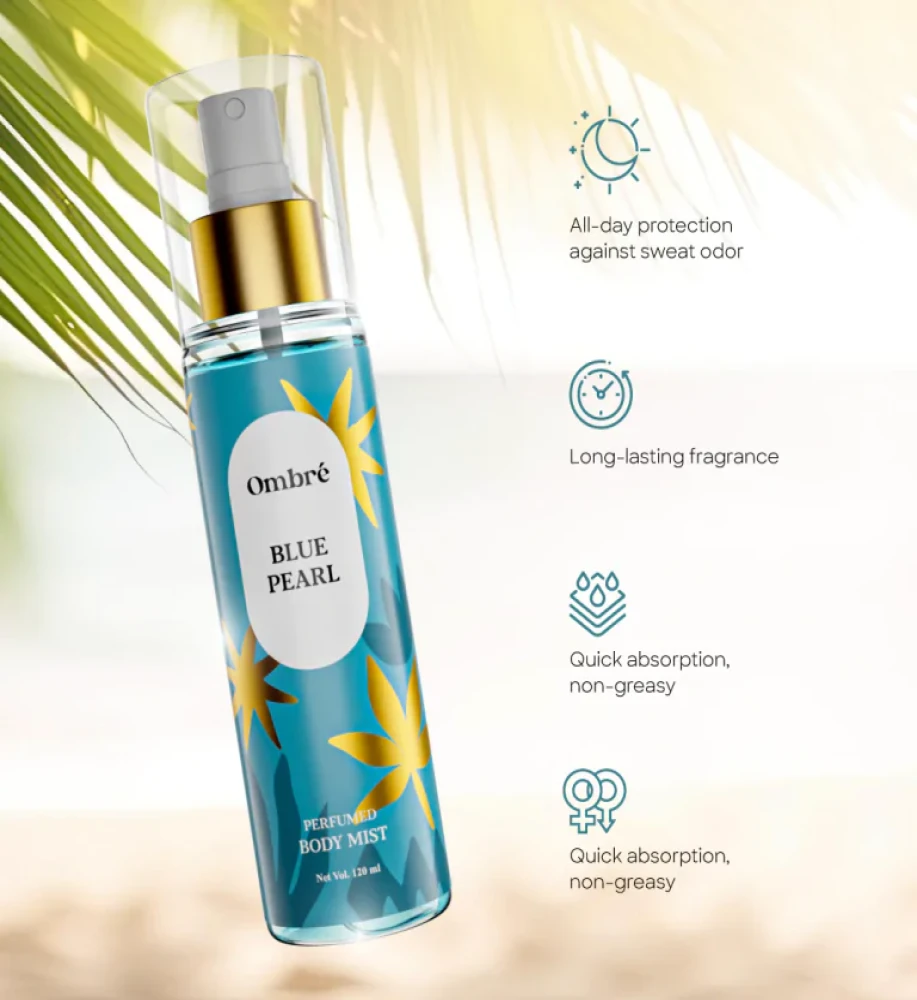 Ombré
BLUE
PEARL
PERFUMED
BODY MIST
Net Vol. 120 ml
All-day protection
against sweat odor
Long-lasting fragrance
Quick absorption,
non-greasy
Quick absorption,
non-greasy